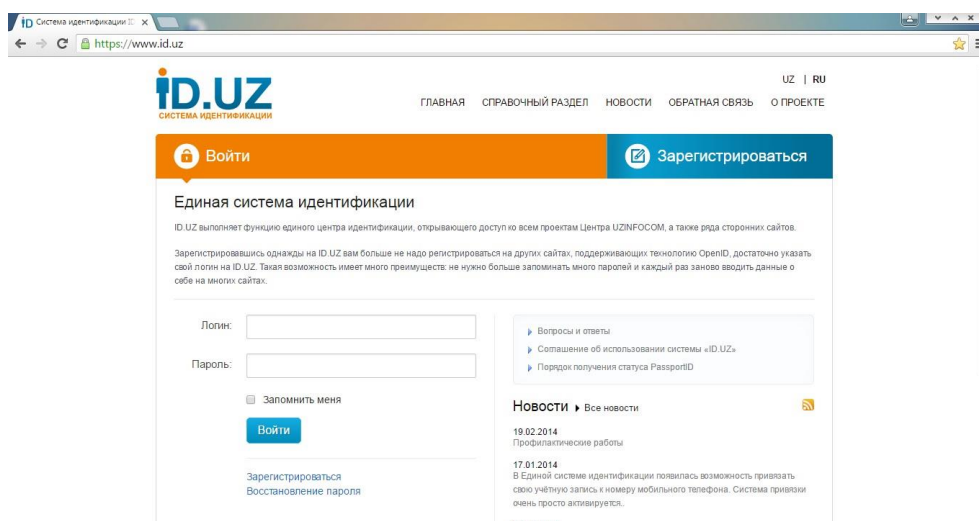 Система идентификации I
https://www.id.uz
UZ | RU
iD.UZ
СИСТЕМА ИДЕНТИФИКАЦИИ
ГЛАВНАЯ СПРАВОЧНЫЙ РАЗДЕЛ НОВОСТИ ОБРАТНАЯ СВЯЗЬ О ПРОЕКТЕ
Войти
Зарегистрироваться
Единая система идентификации
ID.UZ выполняет функцию единого центра идентификации, открывающего доступ ко всем проектам Центра UZINFOCOM, а также ряда сторонних сайтов.
Зарегистрировавшись однажды на ID.UZ вам больше не надо регистрироваться на других сайтах, поддерживающих технологию OpenID, достаточно указать
свой логин на ID.UZ. Такая возможность имеет много преимуществ: не нужно больше запоминать много паролей и каждый раз заново вводить данные о
себе на многих сайтах.
Логин:
Пароль:
Запомнить меня
Войти
Зарегистрироваться
Восстановление пароля
Вопросы и ответы
Соглашение об использовании системы «ID.UZ»
Порядок получения статуса PassportID
Новости Все новости
19.02.2014
Профилактические работы
17.01.2014
В Единой системе идентификации появилась возможность привязать
свою учётную запись к номеру мобильного телефона. Система привязки
очень просто активируется..